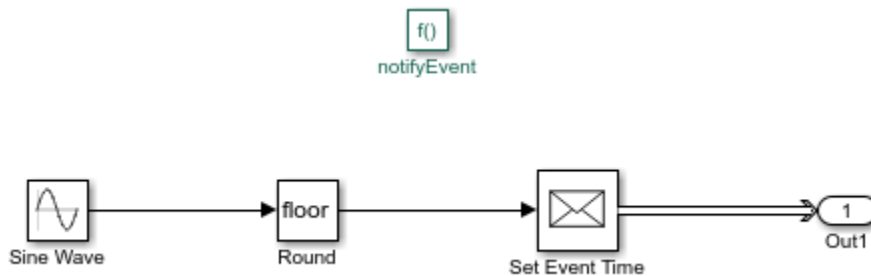 f()
notifyEvent
floor
1
Sine Wave
Round
Set Event Time
Out1